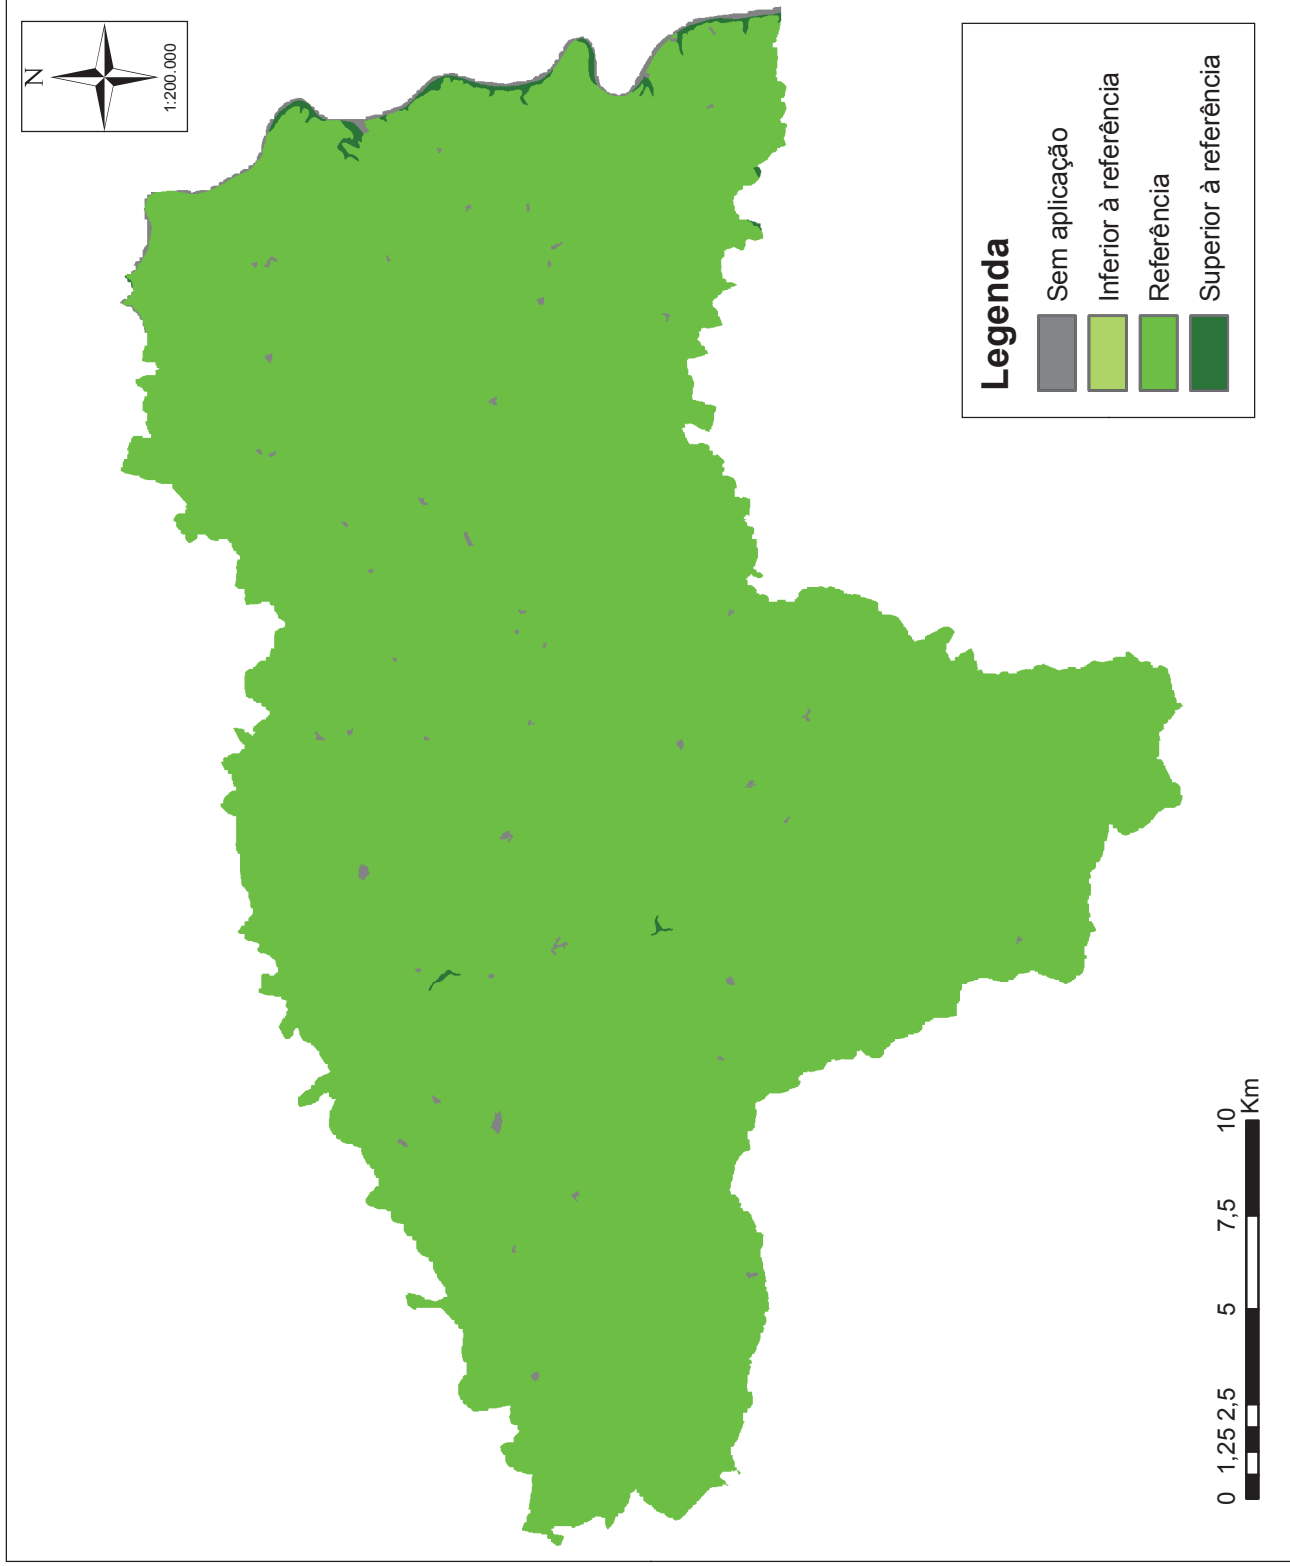 N
1:200.000
Legenda
Sem aplicação
Inferior à referência
Referência
Superior à referência
0 1,25 2,5 5 7,5 10
Km